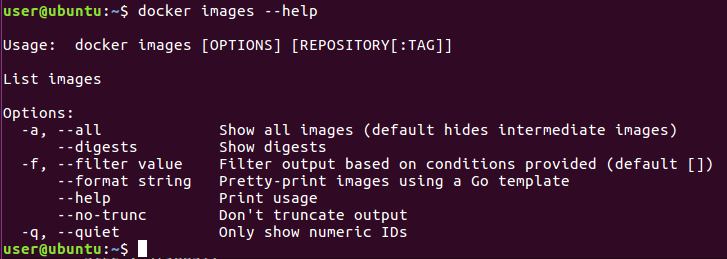 user@ubuntu:~$ docker images --help
Usage:  docker images [OPTIONS] [REPOSITORY[:TAG]]
List images
Options:
  -a, --all             Show all images (default hides intermediate images)
      --digests         Show digests
  -f, --filter value    Filter output based on conditions provided (default [])
      --format string   Pretty-print images using a Go template
      --help            Print usage
      --no-trunc        Don't truncate output
  -q, --quiet           Only show numeric IDs
user@ubuntu:~$